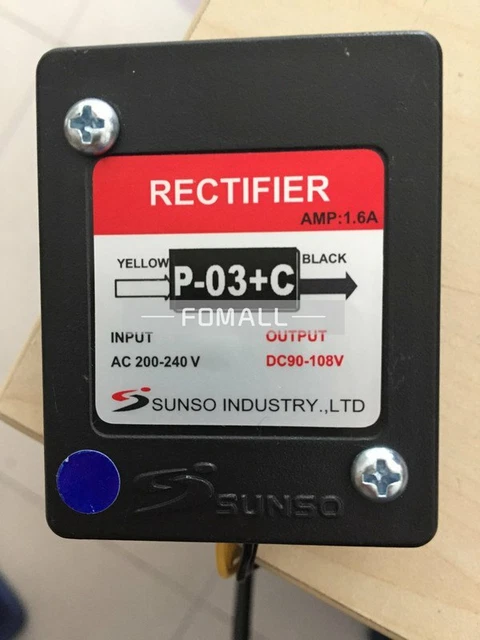 RECTIFIER
AMP:1.6A
YELLOW
P-03+C
BLACK
FOMALL
INPUT
OUTPUT
AC 200-240 V
DC90-108V
SUNSO INDUSTRY.,LTD
SUNSO